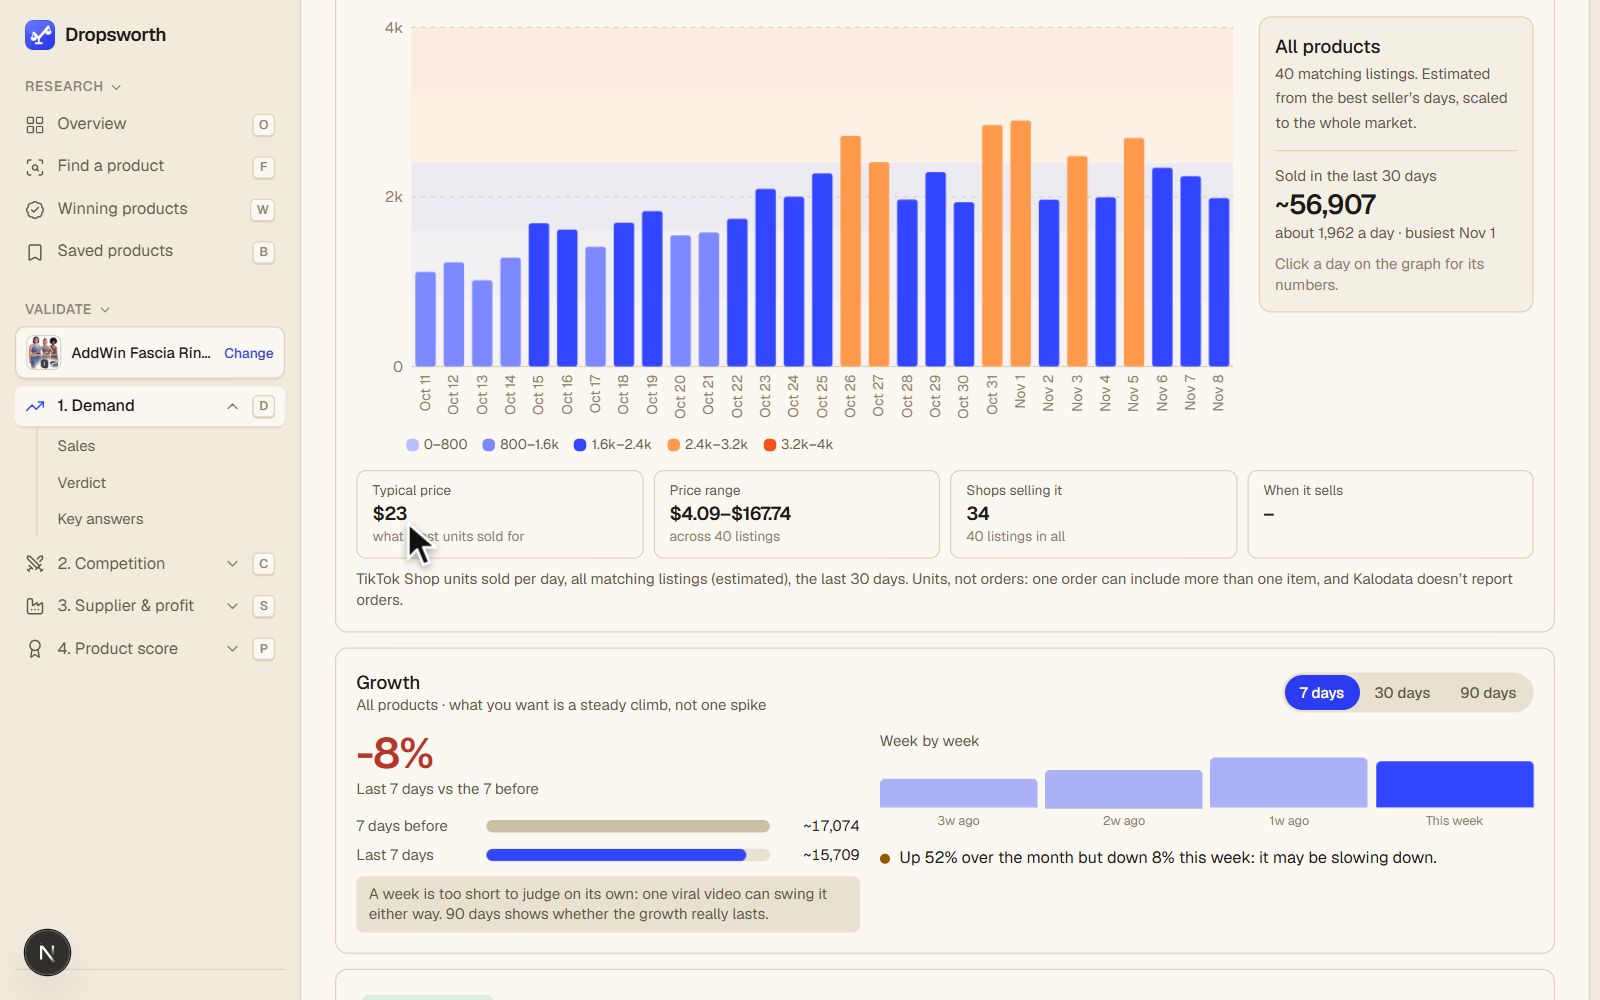 Dropsworth
RESEARCH
Overview O
Find a product F
Winning products W
Saved products B
VALIDATE
AddWin Fascia Rin... Change
1. Demand D
Sales
Verdict
Key answers
2. Competition C
3. Supplier & profit S
4. Product score P
N
4k
2k
0
Oct 11 Oct 12 Oct 13 Oct 14 Oct 15 Oct 16 Oct 17 Oct 18 Oct 19 Oct 20 Oct 21 Oct 22 Oct 23 Oct 24 Oct 25 Oct 26 Oct 27 Oct 28 Oct 29 Oct 30 Oct 31 Nov 1 Nov 2 Nov 3 Nov 4 Nov 5 Nov 6 Nov 7 Nov 8
0–800 800–1.6k 1.6k–2.4k 2.4k–3.2k 3.2k–4k
All products
40 matching listings. Estimated
from the best seller's days, scaled
to the whole market.
Sold in the last 30 days
~56,907
about 1,962 a day · busiest Nov 1
Click a day on the graph for its
numbers.
Typical price
$23
what st units sold for
Price range
$4.09–$167.74
across 40 listings
Shops selling it
34
40 listings in all
When it sells
–
TikTok Shop units sold per day, all matching listings (estimated), the last 30 days. Units, not orders: one order can include more than one item, and Kalodata doesn't report
orders.
Growth
All products · what you want is a steady climb, not one spike
7 days 30 days 90 days
-8%
Last 7 days vs the 7 before
7 days before ~17,074
Last 7 days ~15,709
A week is too short to judge on its own: one viral video can swing it
either way. 90 days shows whether the growth really lasts.
Week by week
3w ago 2w ago 1w ago This week
Up 52% over the month but down 8% this week: it may be slowing down.